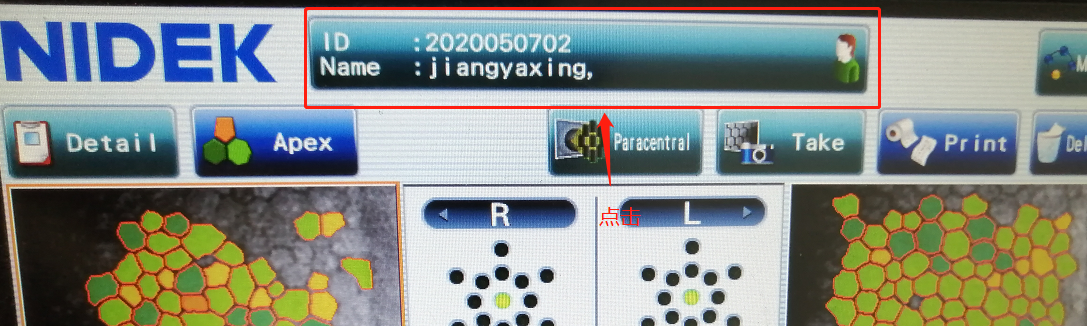 NIDEK
ID :2020050702
Name :jiangyaxing,
Detail
Apex
Paracentral
Take
Print
点击
R
L